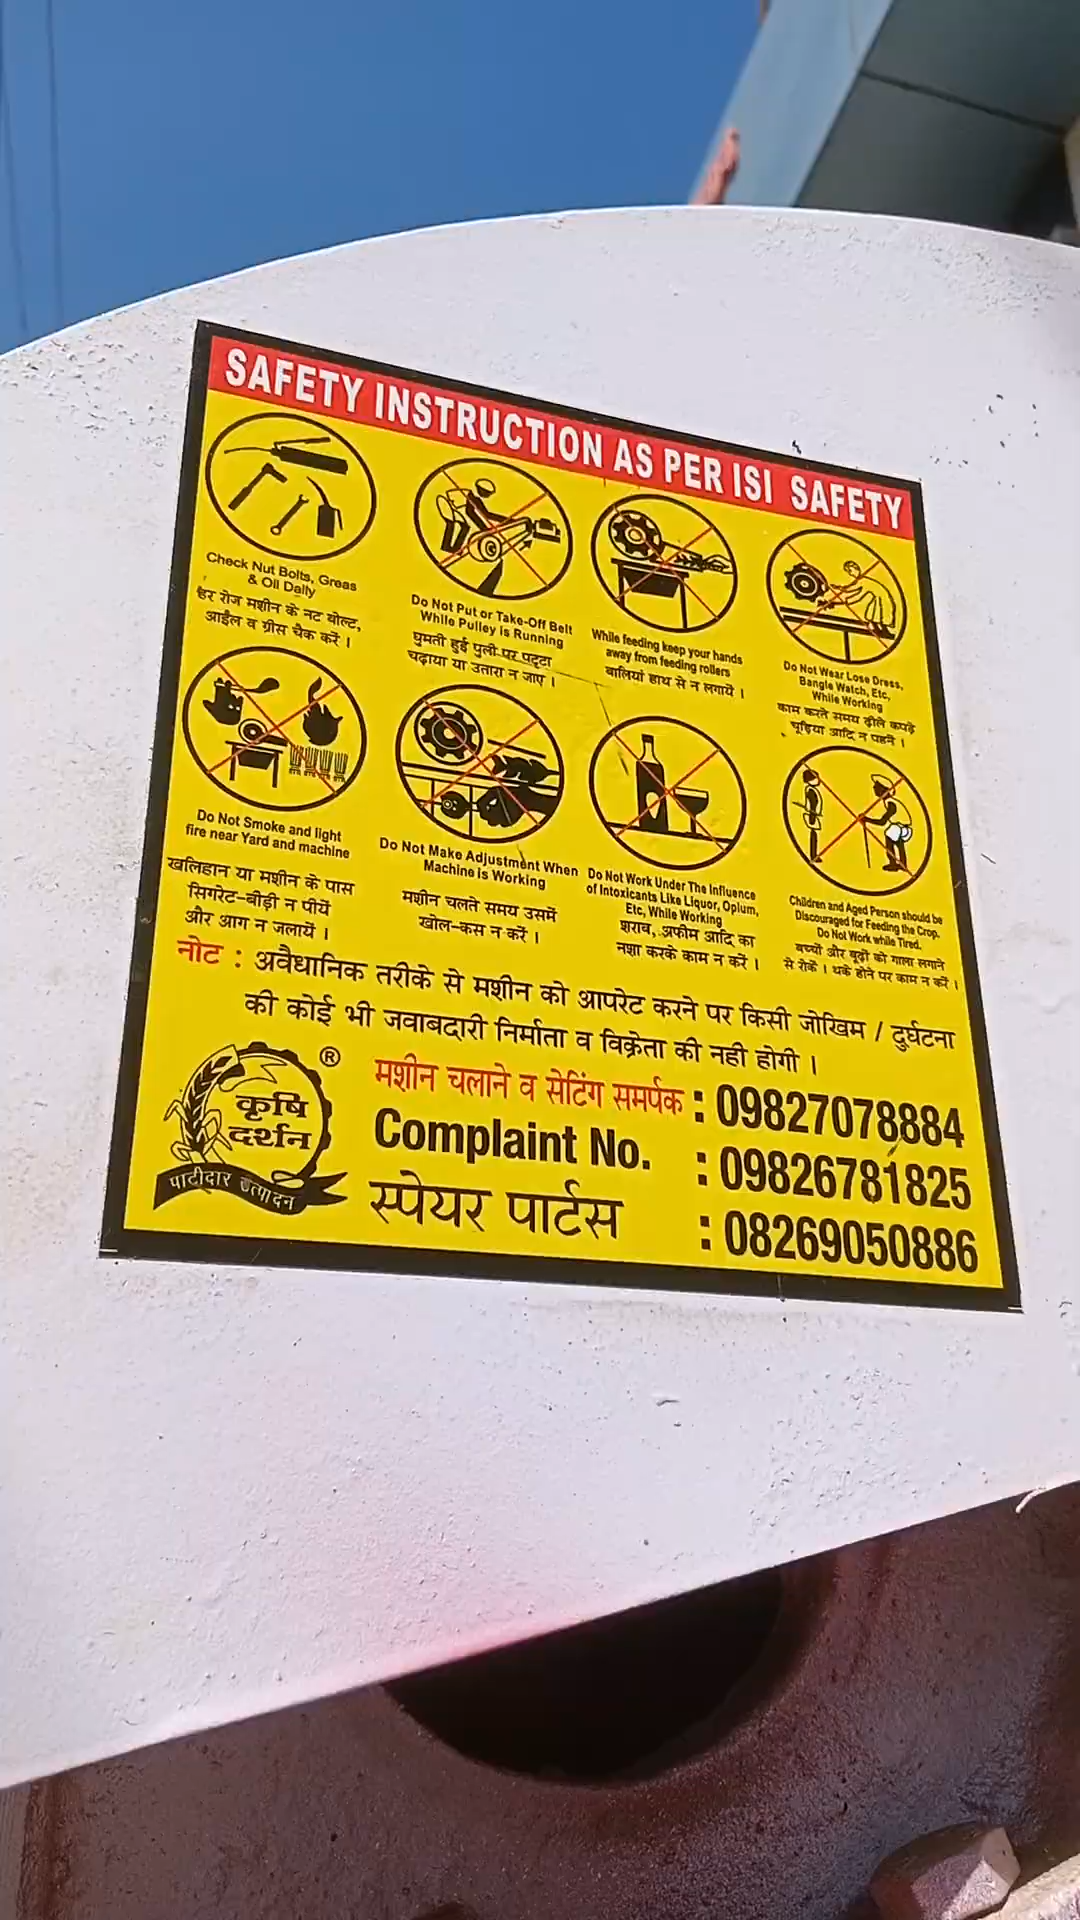 SAFETY INSTRUCTION AS PER ISI SAFETY
Check Nut Bolts, Greas
& Oil Daily
हर रोज मशीन के नट बोल्ट,
आईल व ग्रीस चैक करें ।
Do Not Put or Take-Off Belt
While Pulley is Running
घुमती हुई पुली पर पट्टा
चढ़ाया या उतारा न जाए ।
While feeding keep your hands
away from feeding rollers
बालियां हाथ से न लगायें ।
Do Not Wear Lose Dress,
Bangle Watch, Etc,
While Working
काम करते समय ढ़ीले कपड़े
चूड़िया आदि न पहनें ।
Do Not Smoke and light
fire near Yard and machine
खलिहान या मशीन के पास
सिगरेट-बीड़ी न पीयें
और आग न जलायें ।
Do Not Make Adjustment When
Machine is Working
मशीन चलते समय उसमें
खोल-कस न करें ।
Do Not Work Under The Influence
of Intoxicants Like Liquor, Opium,
Etc, While Working
शराब, अफीम आदि का
नशा करके काम न करें ।
Children and Aged Person should be
Discouraged for Feeding the Crop.
Do Not Work while Tired.
बच्चों और बूढ़ों को गाला लगाने
से रोकें । थके होने पर काम न करें ।
नोट : अवैधानिक तरीके से मशीन को आपरेट करने पर किसी जोखिम / दुर्घटना
की कोई भी जवाबदारी निर्माता व विक्रेता की नही होगी ।
®
कृषि
दर्शन
पाटीदार उत्पादन
मशीन चलाने व सेटिंग समर्पक : 09827078884
Complaint No. : 09826781825
स्पेयर पार्टस : 08269050886